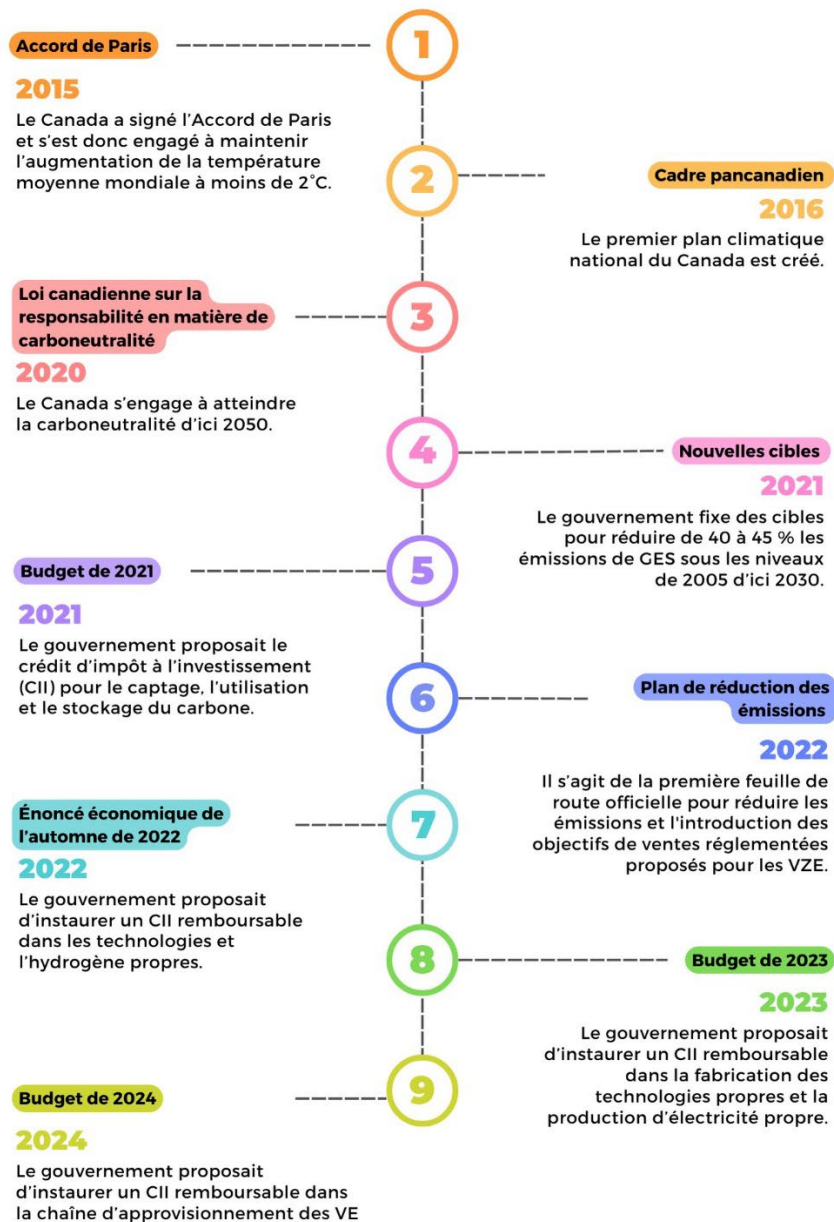 1
Accord de Paris
2015
Le Canada a signé l'Accord de Paris
et s'est donc engagé à maintenir
l'augmentation de la température
moyenne mondiale à moins de 2°C.
2
Cadre pancanadien
2016
Le premier plan climatique
national du Canada est créé.
3
Loi canadienne sur la
responsabilité en matière de
carboneutralité
2020
Le Canada s'engage à atteindre
la carboneutralité d'ici 2050.
4
Nouvelles cibles
2021
Le gouvernement fixe des cibles
pour réduire de 40 à 45 % les
émissions de GES sous les niveaux
de 2005 d'ici 2030.
5
Budget de 2021
2021
Le gouvernement proposait le
crédit d'impôt à l'investissement
(CII) pour le captage, l'utilisation
et le stockage du carbone.
6
Plan de réduction des
émissions
2022
Il s'agit de la première feuille de
route officielle pour réduire les
émissions et l'introduction des
objectifs de ventes réglementées
proposés pour les VZE.
7
Énoncé économique de
l'automne de 2022
2022
Le gouvernement proposait
d'instaurer un CII remboursable
dans les technologies et
l'hydrogène propres.
8
Budget de 2023
2023
Le gouvernement proposait
d'instaurer un CII remboursable
dans la fabrication des
technologies propres et la
production d'électricité propre.
9
Budget de 2024
2024
Le gouvernement proposait
d'instaurer un CII remboursable dans
la chaîne d'approvisionnement des VE